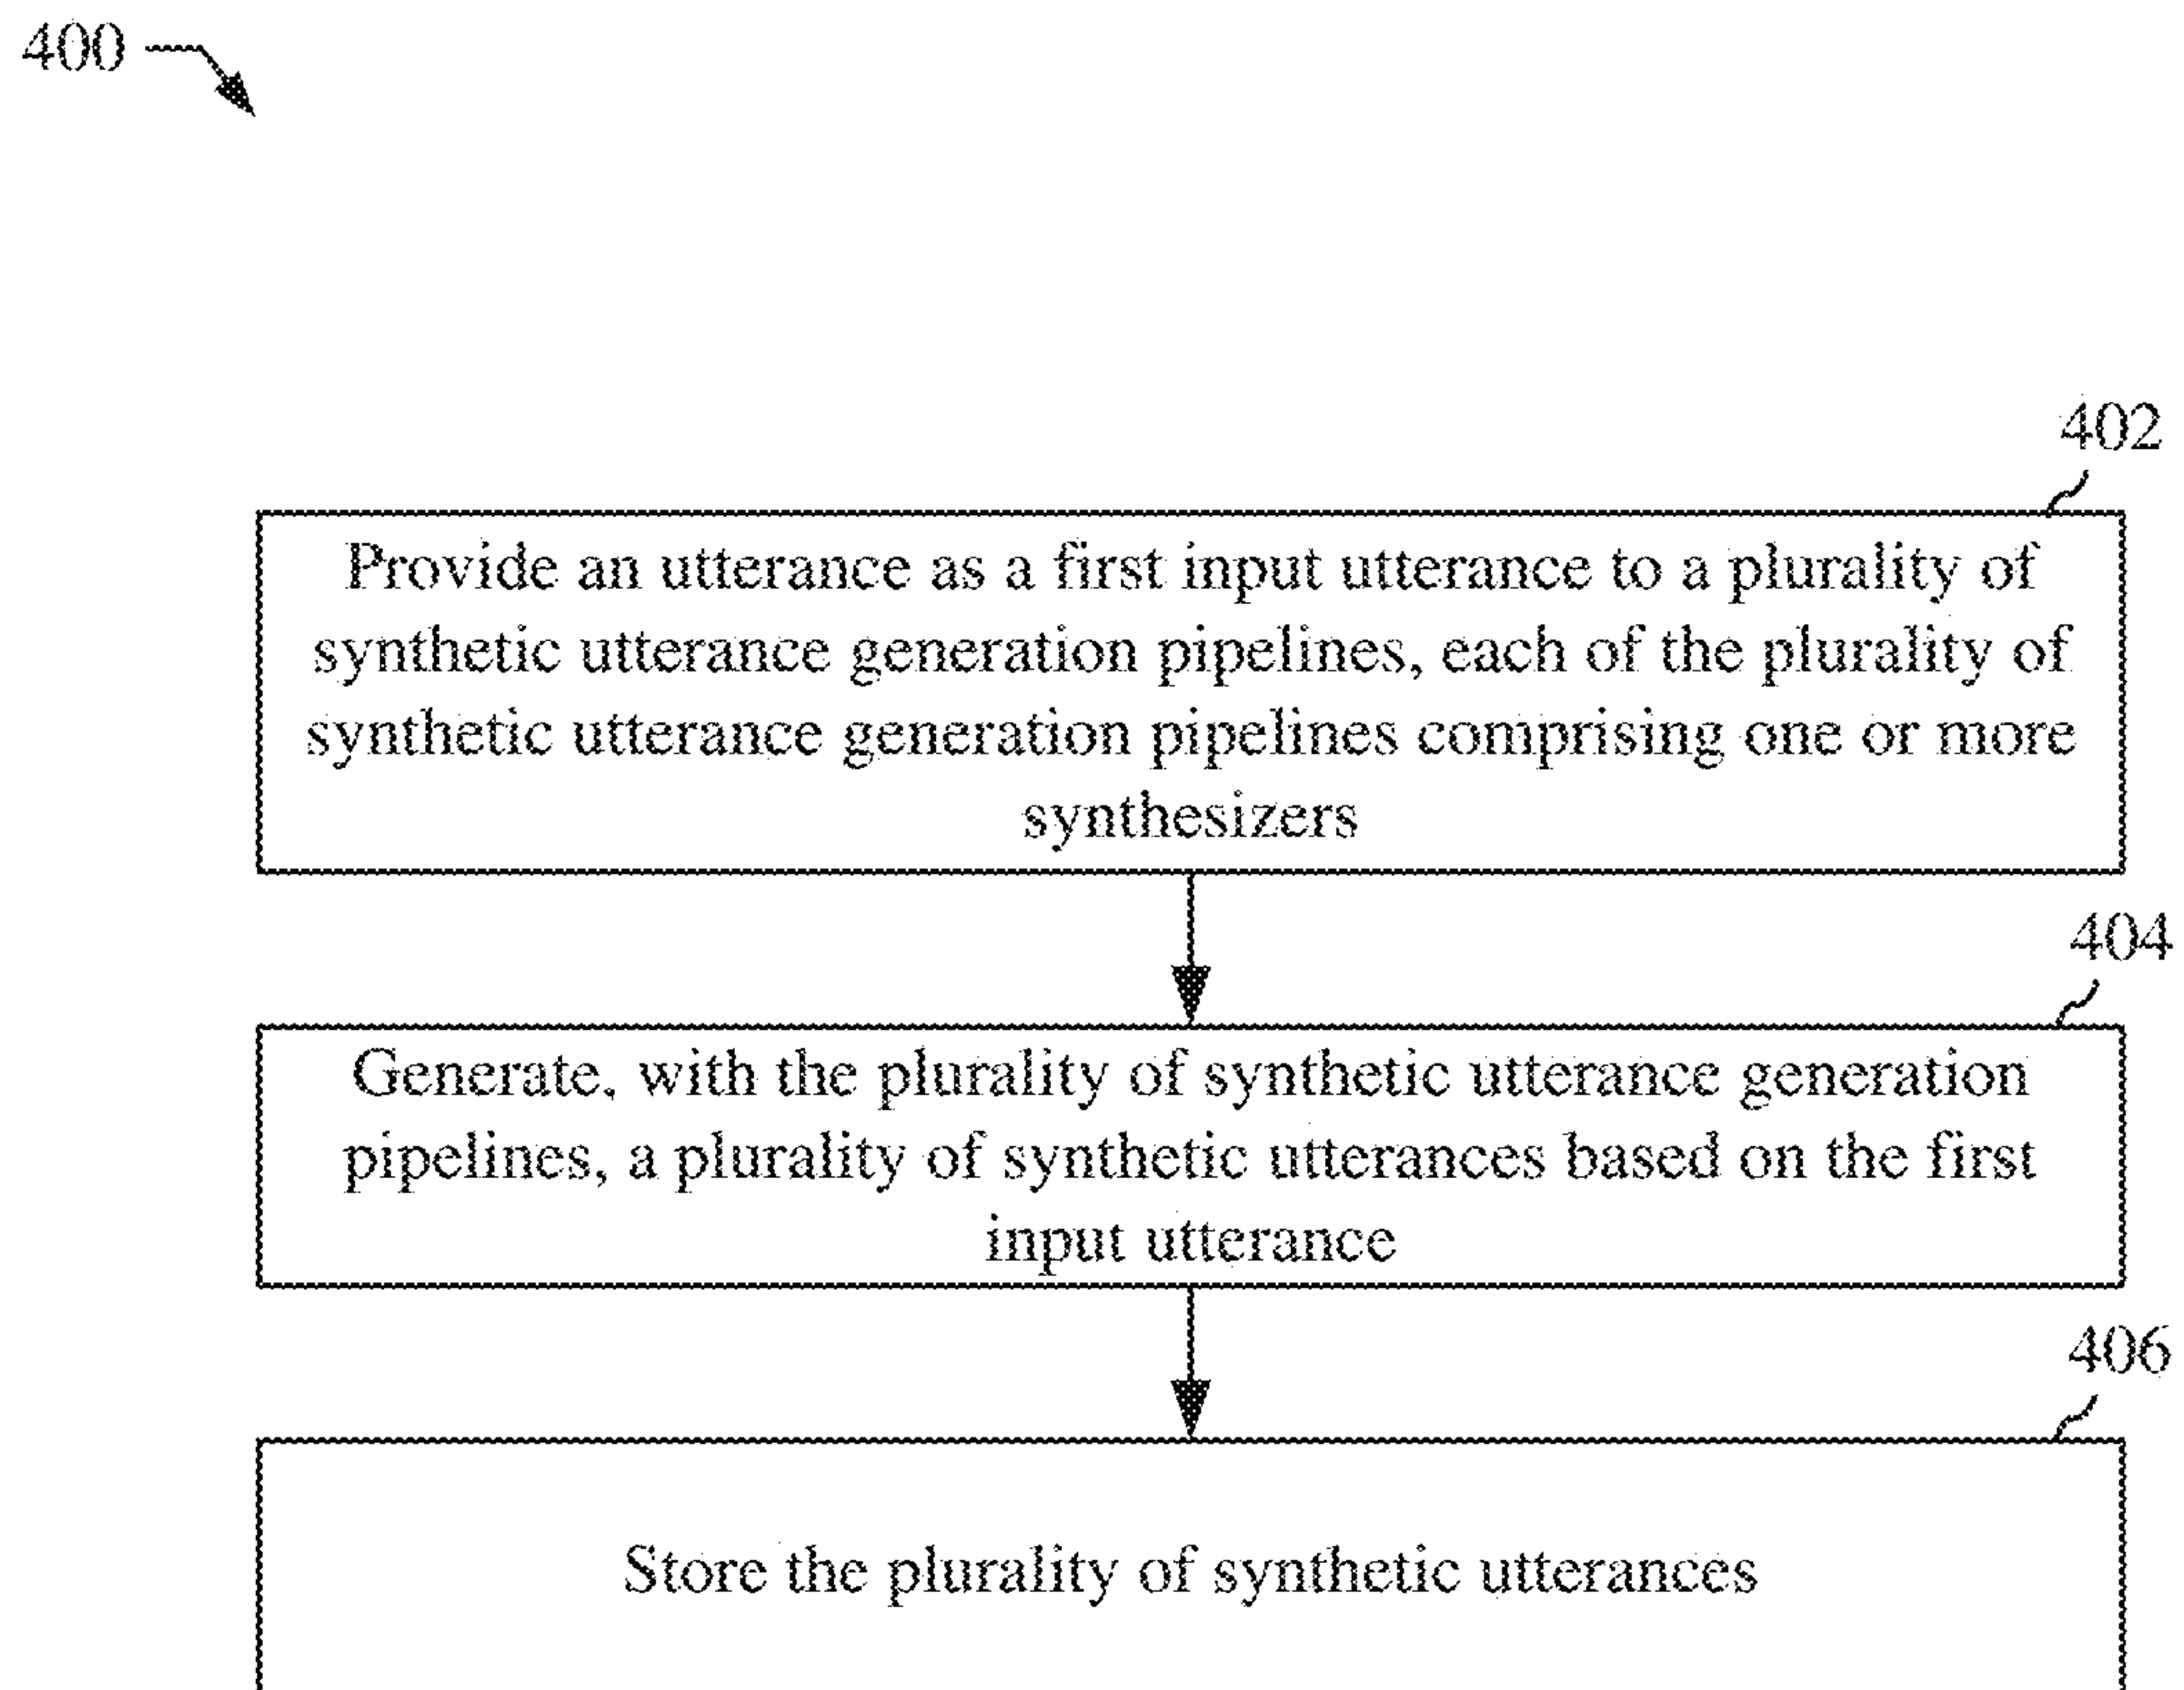 400
402
Provide an utterance as a first input utterance to a plurality of
synthetic utterance generation pipelines, each of the plurality of
synthetic utterance generation pipelines comprising one or more
synthesizers
404
Generate, with the plurality of synthetic utterance generation
pipelines, a plurality of synthetic utterances based on the first
input utterance
406
Store the plurality of synthetic utterances